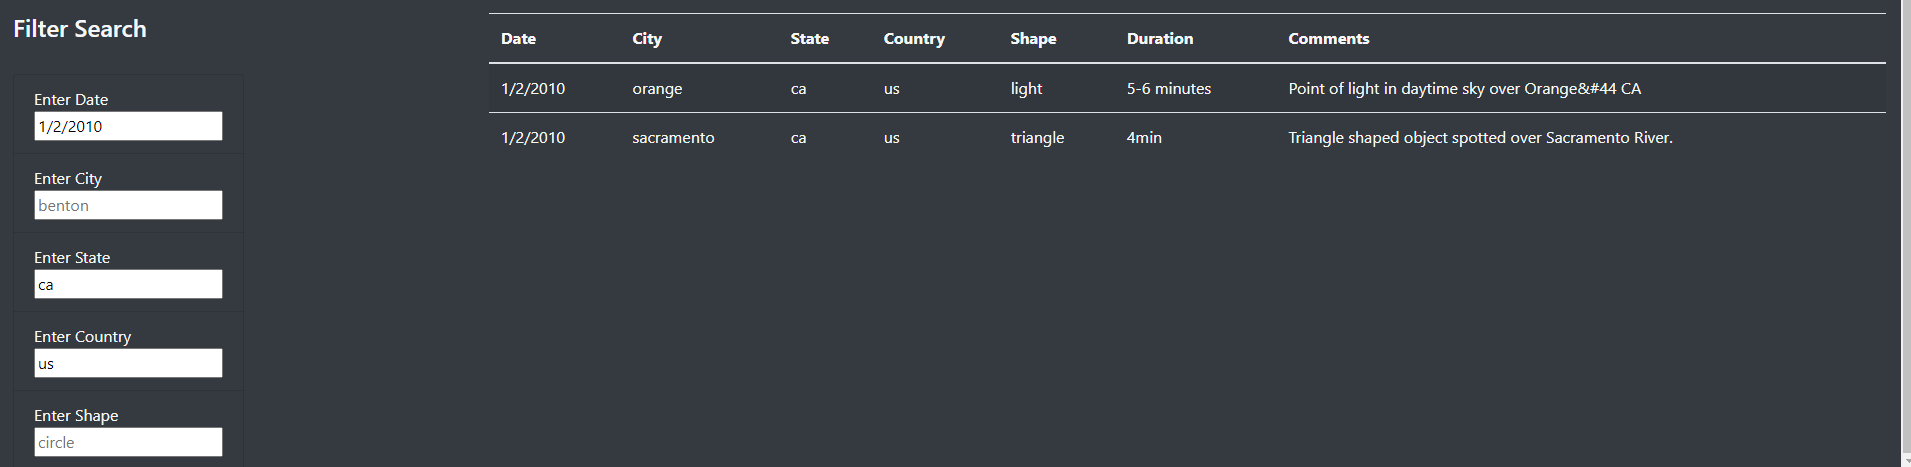 Filter Search
Enter Date
1/2/2010
Enter City
benton
Enter State
ca
Enter Country
us
Enter Shape
circle
Date City State Country Shape Duration Comments
1/2/2010 orange ca us light 5-6 minutes Point of light in daytime sky over Orange&#44 CA
1/2/2010 sacramento ca us triangle 4min Triangle shaped object spotted over Sacramento River.